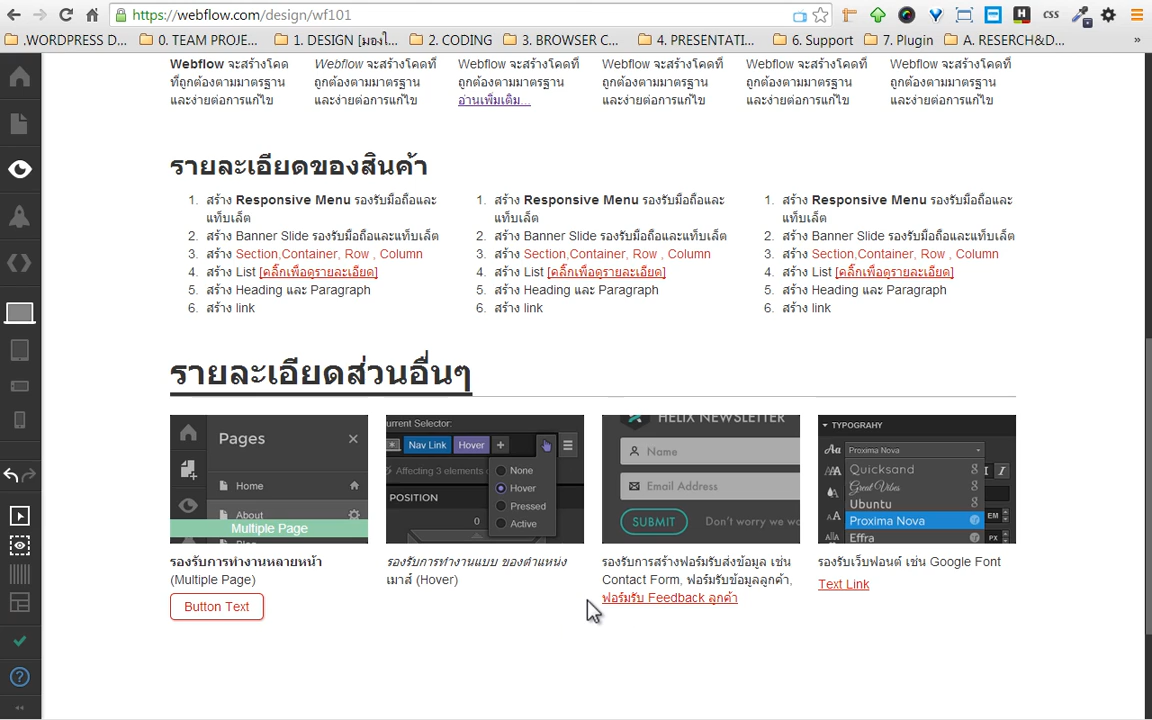 https://webflow.com/design/wf101
.WORDPRESS D... 0. TEAM PROJE... 1. DESIGN [มองใ... 2. CODING 3. BROWSER C... 4. PRESENTATI... 6. Support 7. Plugin A. RESERCH&D... »
Webflow จะสร้างโคด
ที่ถูกต้องตามมาตรฐาน
และง่ายต่อการแก้ไข
Webflow จะสร้างโคดที่
ถูกต้องตามมาตรฐาน
และง่ายต่อการแก้ไข
Webflow จะสร้างโคดที่
ถูกต้องตามมาตรฐาน
อ่านเพิ่มเติม...
Webflow จะสร้างโคดที่
ถูกต้องตามมาตรฐาน
และง่ายต่อการแก้ไข
Webflow จะสร้างโคดที่
ถูกต้องตามมาตรฐาน
และง่ายต่อการแก้ไข
Webflow จะสร้างโคดที่
ถูกต้องตามมาตรฐาน
และง่ายต่อการแก้ไข
รายละเอียดของสินค้า
1. สร้าง Responsive Menu รองรับมือถือและ
แท็บเล็ต
2. สร้าง Banner Slide รองรับมือถือและแท็บเล็ต
3. สร้าง Section,Container, Row , Column
4. สร้าง List [คลิ๊กเพื่อดูรายละเอียด]
5. สร้าง Heading และ Paragraph
6. สร้าง link
1. สร้าง Responsive Menu รองรับมือถือและ
แท็บเล็ต
2. สร้าง Banner Slide รองรับมือถือและแท็บเล็ต
3. สร้าง Section,Container, Row , Column
4. สร้าง List [คลิ๊กเพื่อดูรายละเอียด]
5. สร้าง Heading และ Paragraph
6. สร้าง link
1. สร้าง Responsive Menu รองรับมือถือและ
แท็บเล็ต
2. สร้าง Banner Slide รองรับมือถือและแท็บเล็ต
3. สร้าง Section,Container, Row , Column
4. สร้าง List [คลิ๊กเพื่อดูรายละเอียด]
5. สร้าง Heading และ Paragraph
6. สร้าง link
รายละเอียดส่วนอื่นๆ
Pages
Home
About
Multiple Page
รองรับการทำงานหลายหน้า
(Multiple Page)
Button Text
urrent Selector:
Nav Link Hover +
Affecting 3 elements
None
Hover
Pressed
Active
POSITION
0
รองรับการทำงานแบบ ของตำแหน่ง
เมาส์ (Hover)
HELIX NEWSLETTER
Name
Email Address
SUBMIT Don't worry we wo
รองรับการสร้างฟอร์มรับส่งข้อมูล เช่น
Contact Form, ฟอร์มรับข้อมูลลูกค้า,
ฟอร์มรับ Feedback ลูกค้า
TYPOGRAHY
Aa Proxima Nova
Quicksand
Great Vibes
Ubuntu
Proxima Nova
Effra
EM
PX
รองรับเว็บฟอนต์ เช่น Google Font
Text Link